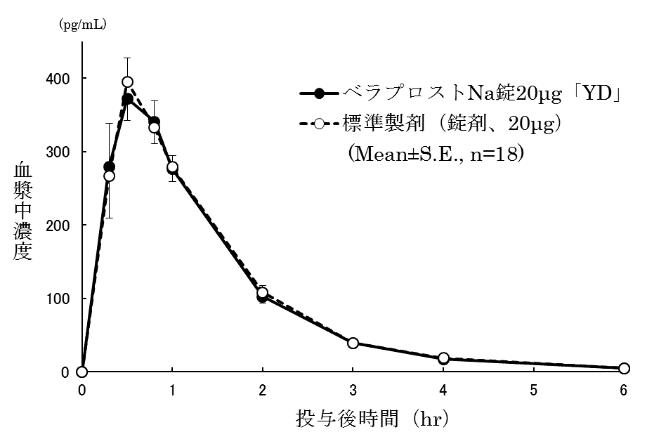 (pg/mL)
400
300
200
100
0
血漿中濃度
ベラプロストNa錠20μg「YD」
標準製剤（錠剤、20μg）
(Mean±S.E., n=18)
0 1 2 3 4 5 6
投与後時間（hr）